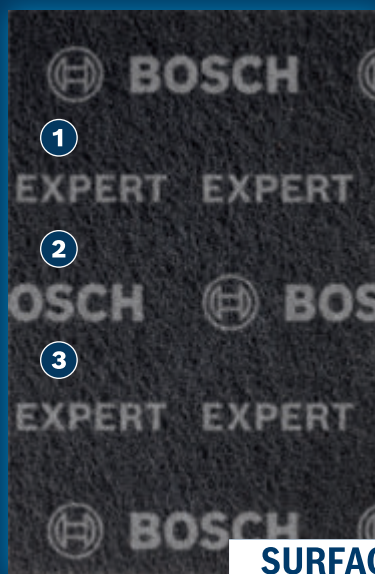 BOSCH
1
EXPERT EXPERT
2
OSCH BOS
3
EXPERT EXPERT
BOSCH
SURFAC